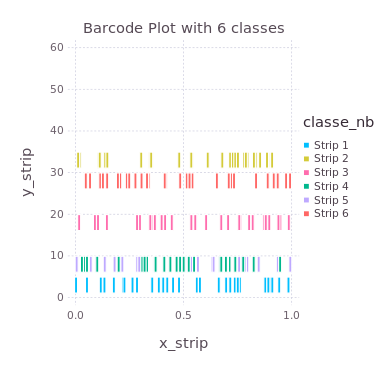 Barcode Plot with 6 classes
y_strip
60
50
40
30
20
10
0
0.0
0.5
1.0
x_strip
classe_nb
Strip 1
Strip 2
Strip 3
Strip 4
Strip 5
Strip 6